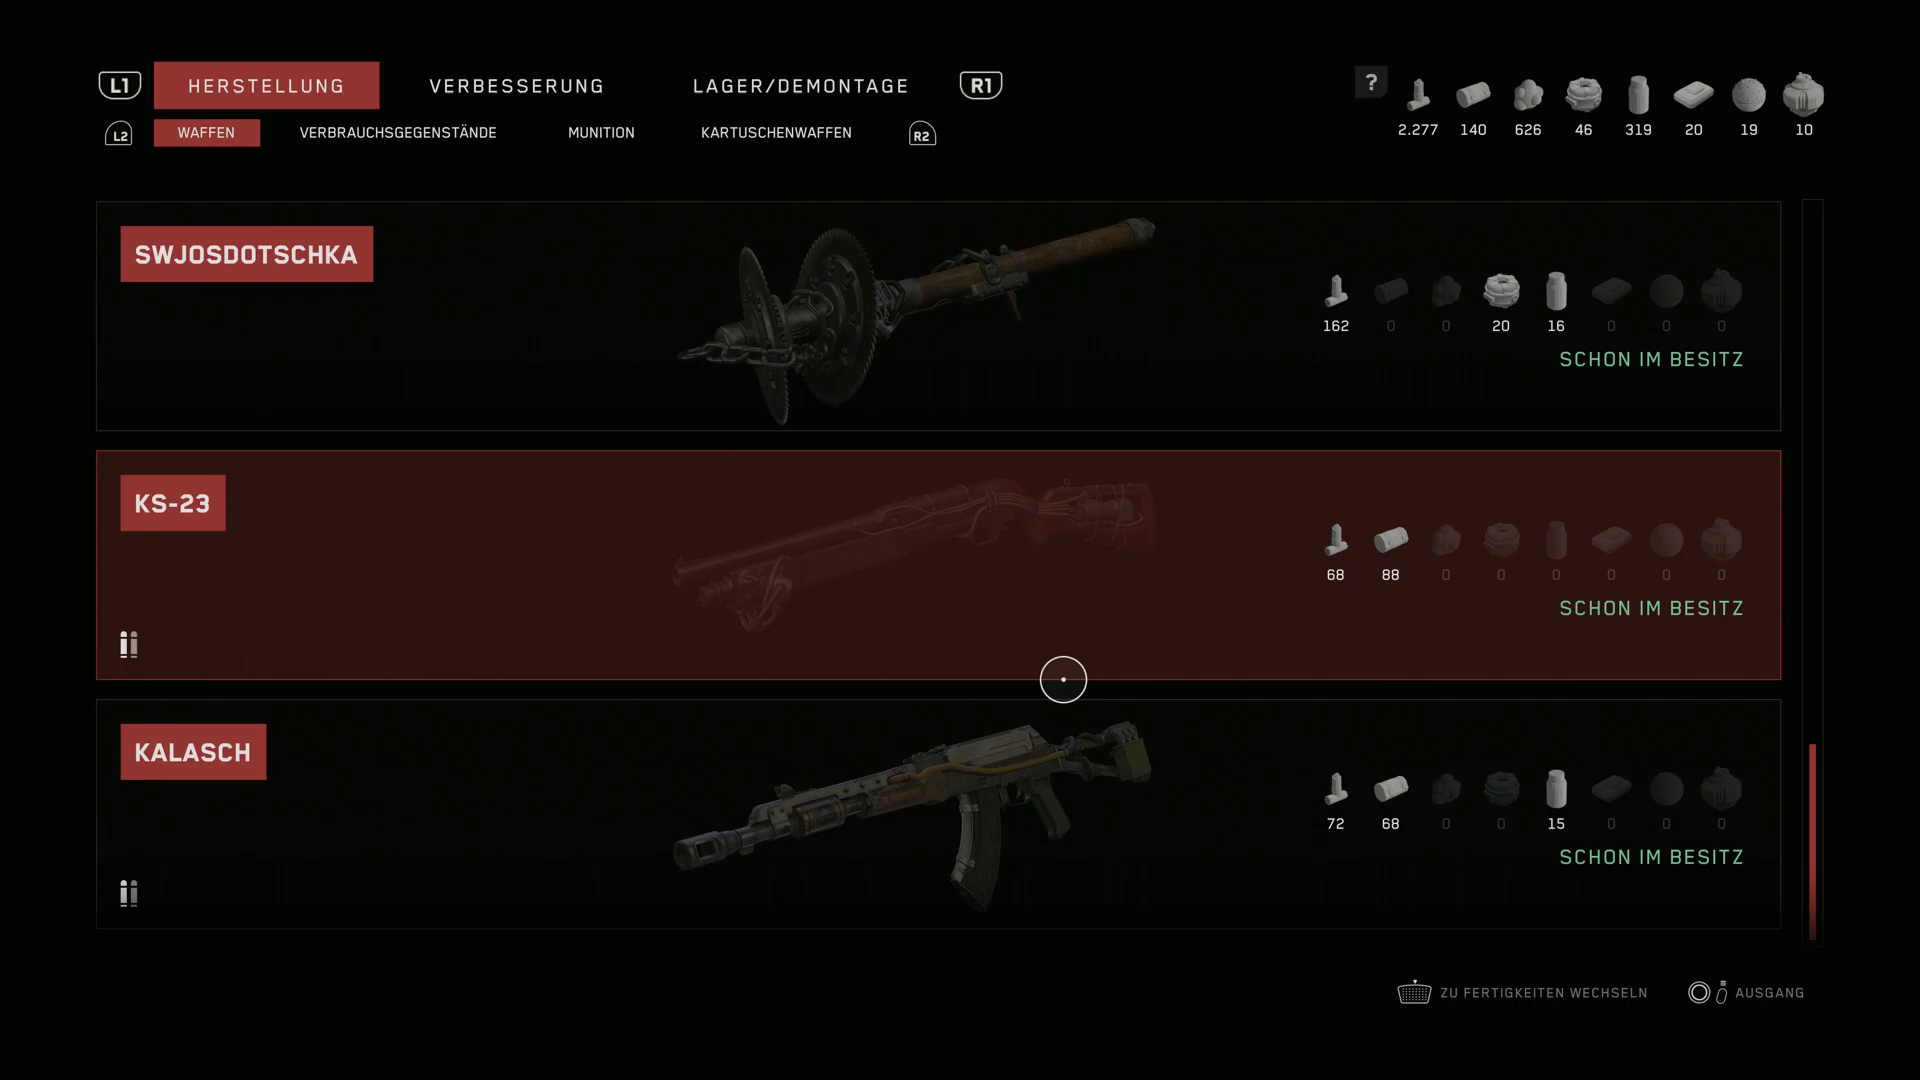 L1 HERSTELLUNG VERBESSERUNG LAGER/DEMONTAGE R1 ?
L2 WAFFEN VERBRAUCHSGEGENSTÄNDE MUNITION KARTUSCHENWAFFEN R2
2.277 140 626 46 319 20 19 10
SWJOSDOTSCHKA
162 0 0 20 16 0 0 0
SCHON IM BESITZ
KS-23
68 88 0 0 0 0 0 0
SCHON IM BESITZ
KALASCH
72 68 0 0 15 0 0 0
SCHON IM BESITZ
ZU FERTIGKEITEN WECHSELN AUSGANG